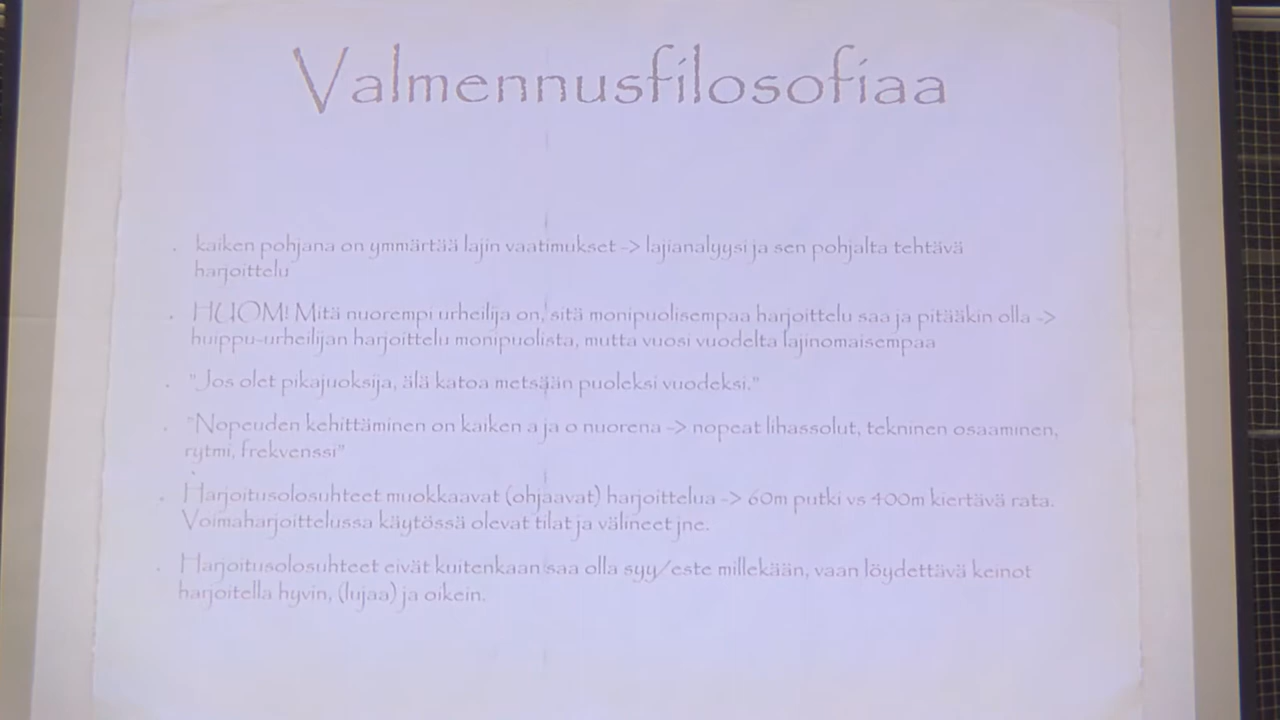 Valmennusfilosofiaa
. kaiken pohjana on ymmärtää lajin vaatimukset -> lajianalyysi ja sen pohjalta tehtävä
harjoittelu
. HUOM! Mitä nuorempi urheilija on, sitä monipuolisempaa harjoittelu saa ja pitääkin olla ->
huippu-urheilijan harjoittelu monipuolista, mutta vuosi vuodelta lajinomaisempaa
. "Jos olet pikajuoksija, älä katoa metsään puoleksi vuodeksi."
. "Nopeuden kehittäminen on kaiken a ja o nuorena -> nopeat lihassolut, tekninen osaaminen,
rytmi, frekvenssi"
. Harjoitusolosuhteet muokkaavat (ohjaavat) harjoittelua -> 60m putki vs 400m kiertävä rata.
Voimaharjoittelussa käytössä olevat tilat ja välineet jne.
. Harjoitusolosuhteet eivät kuitenkaan saa olla syy/este millekään, vaan löydettävä keinot
harjoitella hyvin, (lujaa) ja oikein.